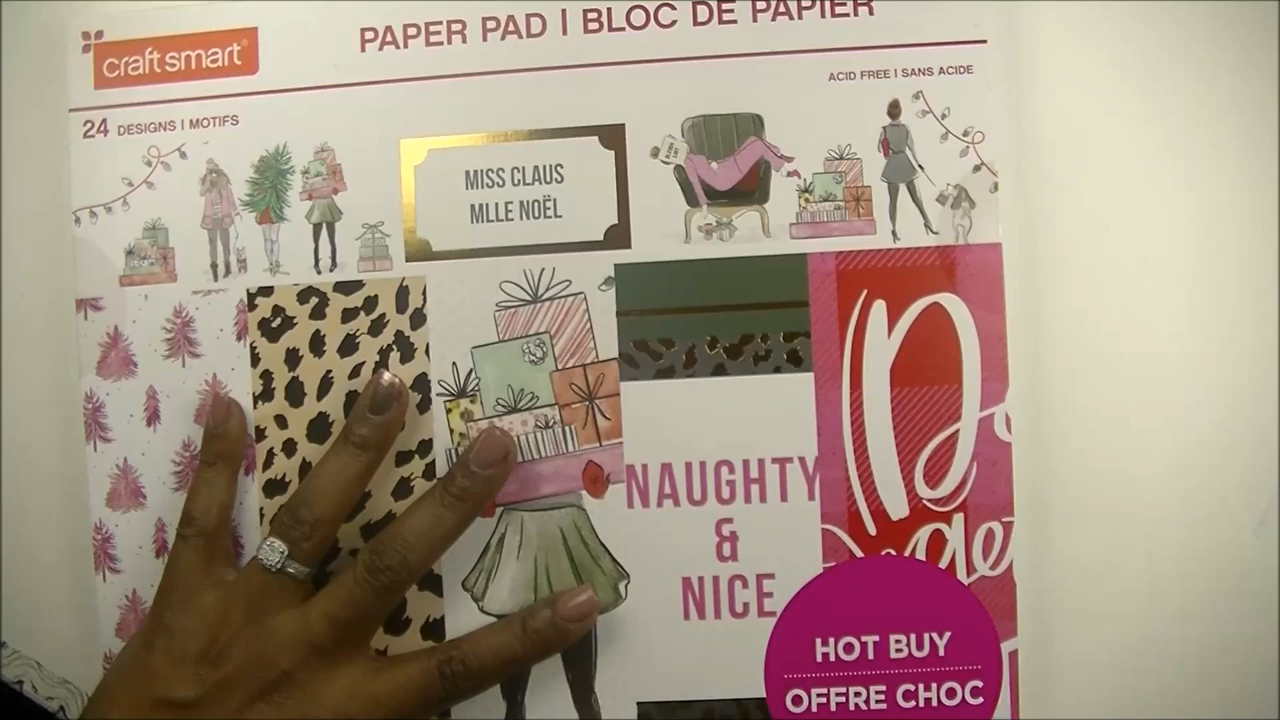 craft smart®
PAPER PAD | BLOC DE PAPIER
ACID FREE | SANS ACIDE
24 DESIGNS | MOTIFS
MISS CLAUS
MLLE NOËL
NAUGHTY
&
NICE
HOT BUY
OFFRE CHOC